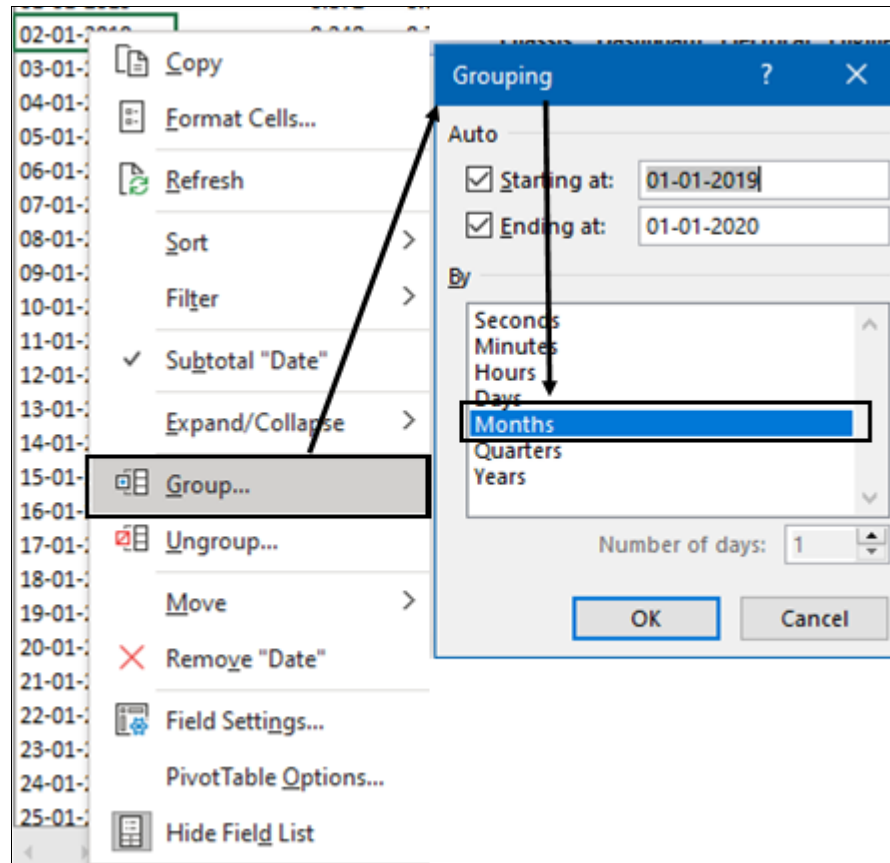 02-01-2019
03-01-
04-01-
05-01-
06-01-
07-01-
08-01-
09-01-
10-01-
11-01-
12-01-
13-01-
14-01-
15-01-
16-01-
17-01-
18-01-
19-01-
20-01-
21-01-
22-01-
23-01-
24-01-
25-01-
Copy
Format Cells...
Refresh
Sort
Filter
Subtotal "Date"
Expand/Collapse
Group...
Ungroup...
Move
Remove "Date"
Field Settings...
PivotTable Options...
Hide Field List
Grouping ?
Auto
Starting at: 01-01-2019
Ending at: 01-01-2020
By
Seconds
Minutes
Hours
Days
Months
Quarters
Years
Number of days: 1
OK Cancel